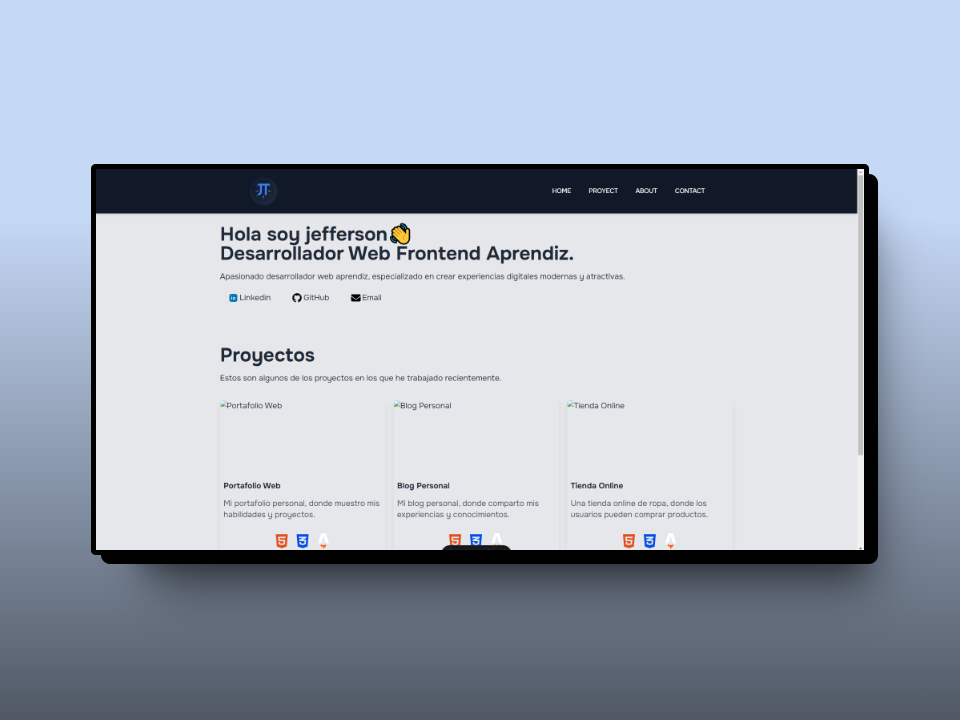 JT
HOME PROYECT ABOUT CONTACT
Hola soy jefferson👋
Desarrollador Web Frontend Aprendiz.
Apasionado desarrollador web aprendiz, especializado en crear experiencias digitales modernas y atractivas.
in Linkedin GitHub Email
Proyectos
Estos son algunos de los proyectos en los que he trabajado recientemente.
Portafolio Web Blog Personal Tienda Online
Portafolio Web
Mi portafolio personal, donde muestro mis
habilidades y proyectos.
Blog Personal
Mi blog personal, donde comparto mis
experiencias y conocimientos.
Tienda Online
Una tienda online de ropa, donde los
usuarios pueden comprar productos.